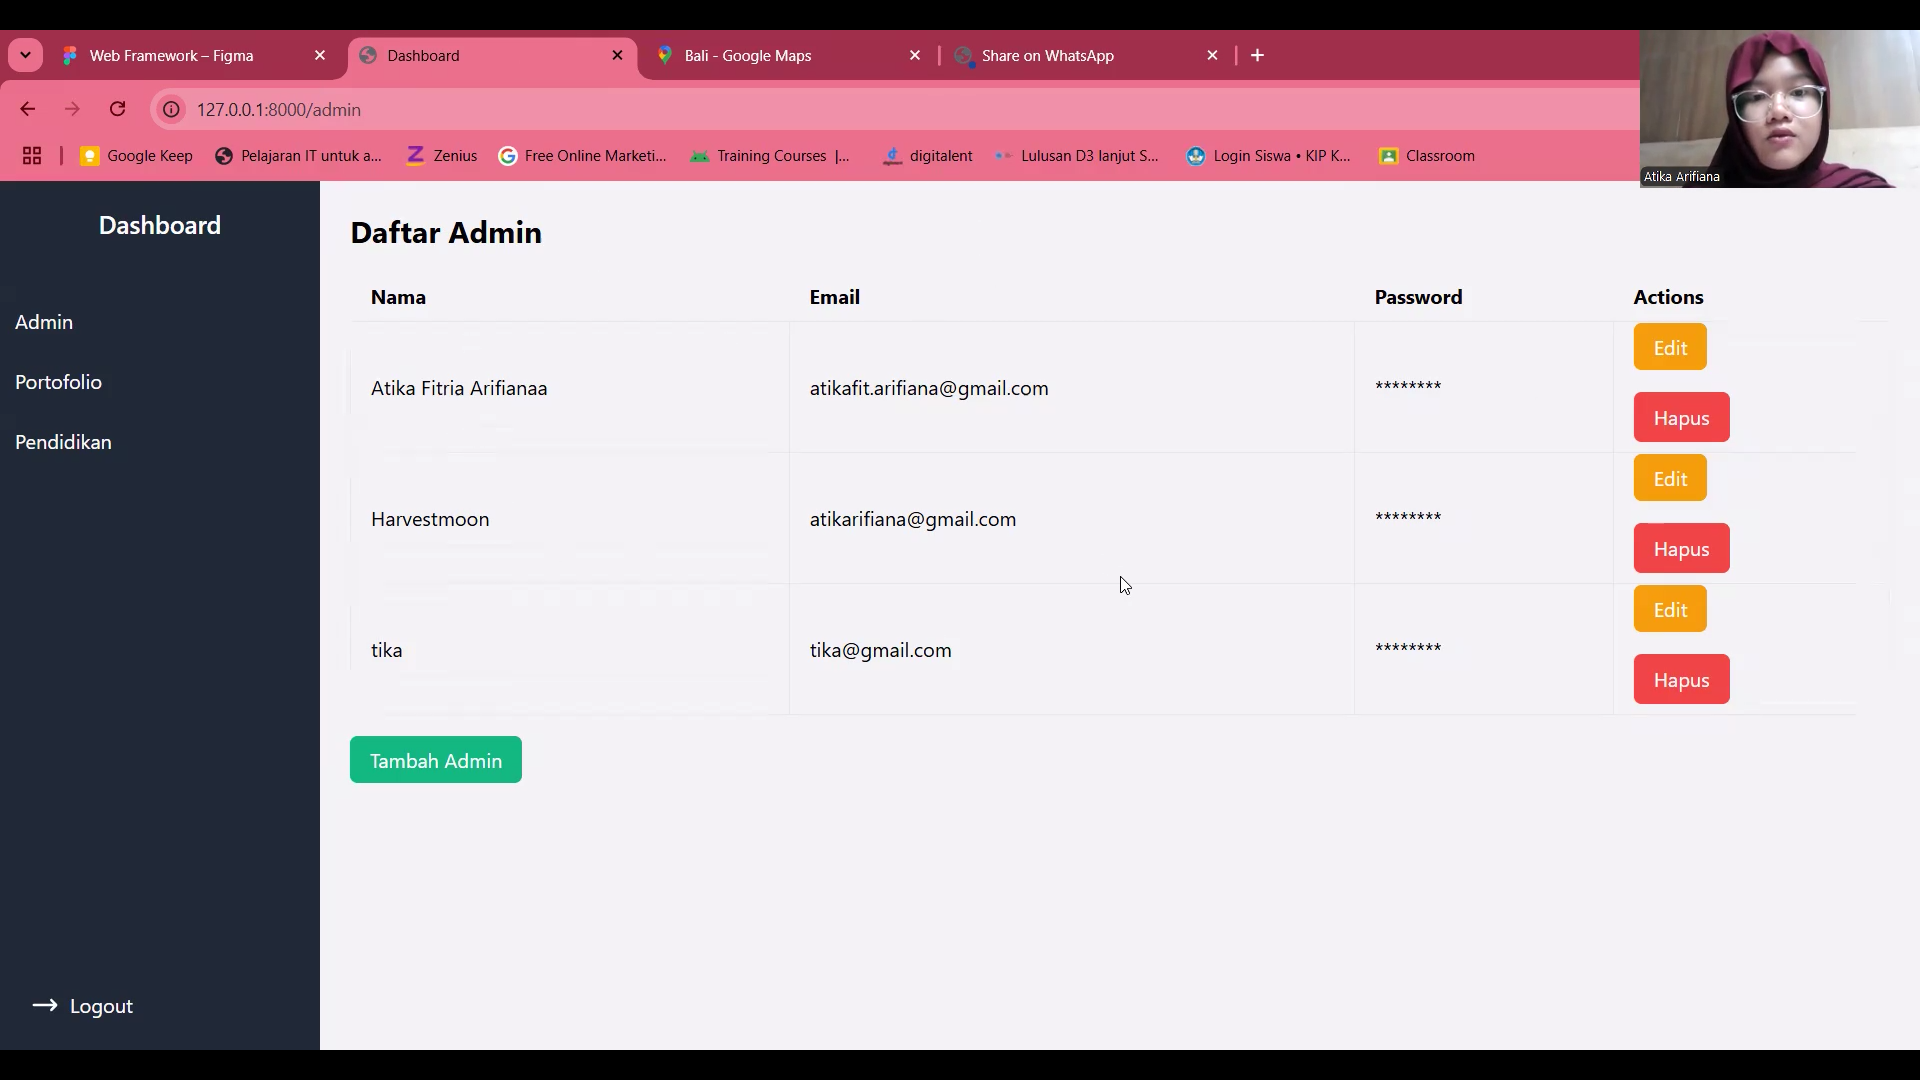 Web Framework – Figma
Dashboard
Bali - Google Maps
Share on WhatsApp
127.0.0.1:8000/admin
Google Keep
Pelajaran IT untuk a...
Zenius
Free Online Marketi...
Training Courses |...
digitalent
Lulusan D3 lanjut S...
Login Siswa • KIP K...
Classroom
Atika Arifiana
Dashboard
Admin
Portofolio
Pendidikan
Logout
Daftar Admin
Nama Email Password Actions
Atika Fitria Arifianaa atikafit.arifiana@gmail.com ******** Edit
Hapus
Harvestmoon atikarifiana@gmail.com ******** Edit
Hapus
tika tika@gmail.com ******** Edit
Hapus
Tambah Admin